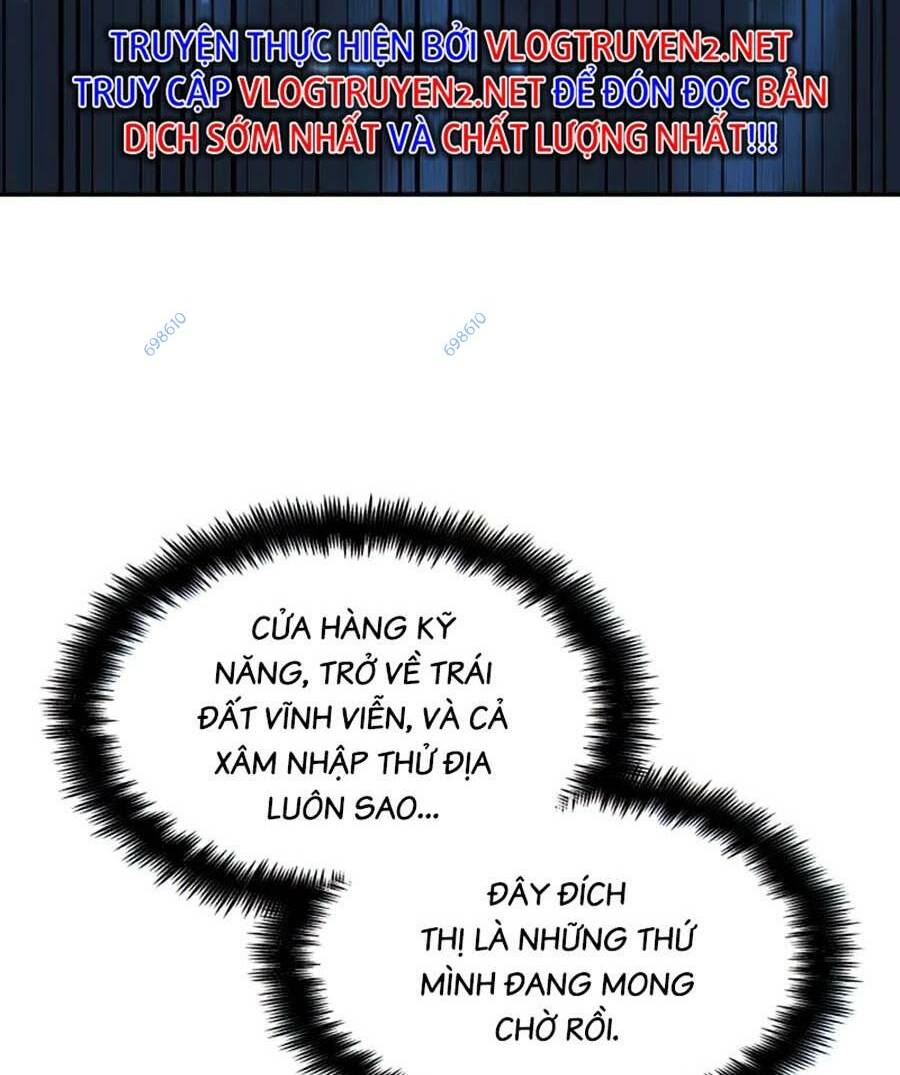 TRUYỆN THỰC HIỆN BỞI VLOGTRUYEN2.NET
TRUY CẬP VLOGTRUYEN2.NET ĐỂ ĐÓN ĐỌC BẢN
DỊCH SỚM NHẤT VÀ CHẤT LƯỢNG NHẤT!!!
698610 698610
CỬA HÀNG KỸ
NĂNG, TRỞ VỀ TRÁI
ĐẤT VĨNH VIỄN, VÀ CẢ
XÂM NHẬP THỬ ĐỊA
LUÔN SAO...
ĐÂY ĐÍCH
THỊ LÀ NHỮNG THỨ
MÌNH ĐANG MONG
CHỜ RỒI.